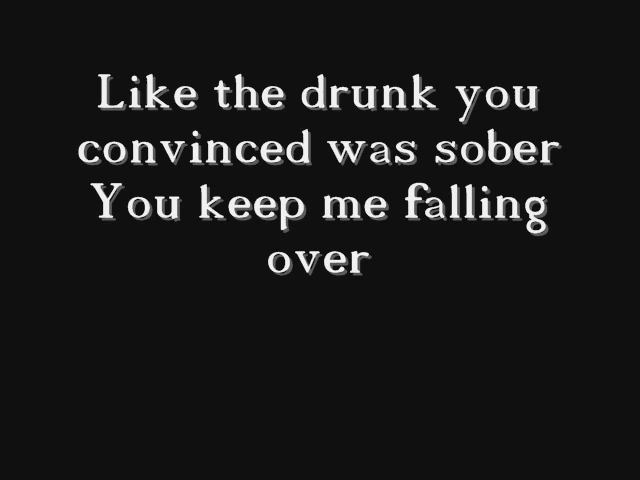 Like the drunk you
convinced was sober
You keep me falling
over